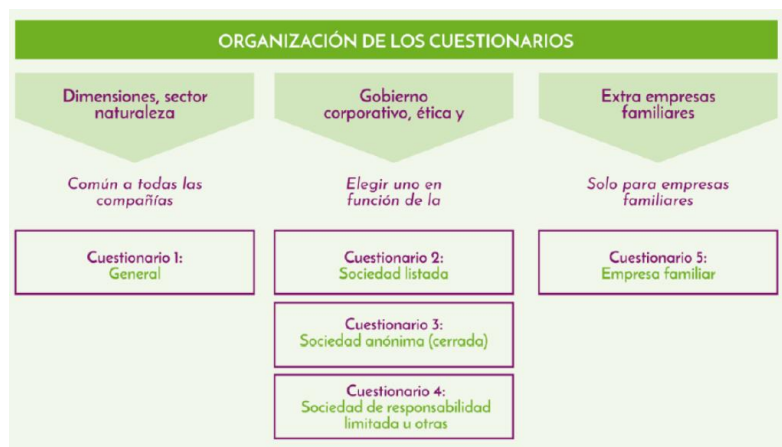 ORGANIZACIÓN DE LOS CUESTIONARIOS
Dimensiones, sector
naturaleza
Común a todas las
compañías
Cuestionario 1:
General
Gobierno
corporativo, ética y
Elegir uno en
función de la
Cuestionario 2:
Sociedad listada
Cuestionario 3:
Sociedad anónima (cerrada)
Cuestionario 4:
Sociedad de responsabilidad
limitada u otras
Extra empresas
familiares
Solo para empresas
familiares
Cuestionario 5:
Empresa familiar